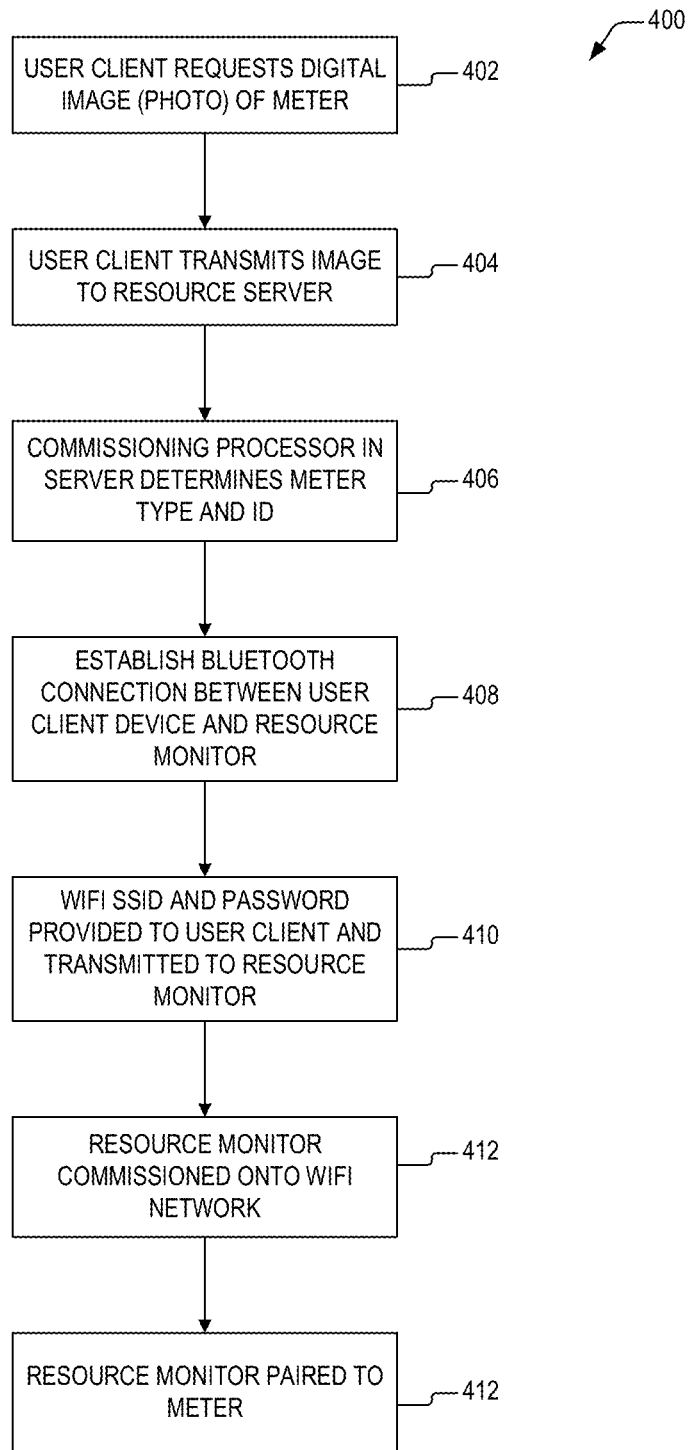 400
USER CLIENT REQUESTS DIGITAL
IMAGE (PHOTO) OF METER
402
USER CLIENT TRANSMITS IMAGE
TO RESOURCE SERVER
404
COMMISSIONING PROCESSOR IN
SERVER DETERMINES METER
TYPE AND ID
406
ESTABLISH BLUETOOTH
CONNECTION BETWEEN USER
CLIENT DEVICE AND RESOURCE
MONITOR
408
WIFI SSID AND PASSWORD
PROVIDED TO USER CLIENT AND
TRANSMITTED TO RESOURCE
MONITOR
410
RESOURCE MONITOR
COMMISSIONED ONTO WIFI
NETWORK
412
RESOURCE MONITOR PAIRED TO
METER
412